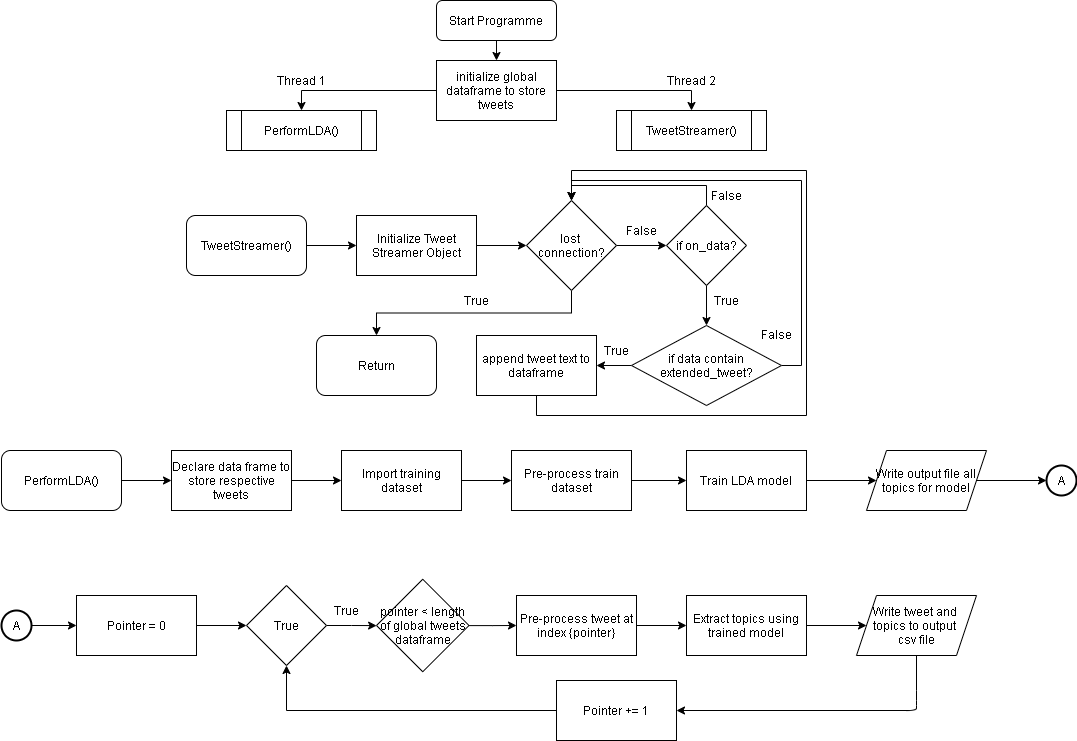 Start Programme
initialize global
dataframe to store
tweets
Thread 1
Thread 2
PerformLDA()
TweetStreamer()
TweetStreamer()
Initialize Tweet
Streamer Object
lost
connection?
False
if on_data?
False
True
True
Return
append tweet text to
dataframe
True
if data contain
extended_tweet?
False
PerformLDA()
Declare data frame to
store respective
tweets
Import training
dataset
Pre-process train
dataset
Train LDA model
Write output file all
topics for model
A
A
Pointer = 0
True
True
pointer < length
of global tweets
dataframe
Pre-process tweet at
index {pointer}
Extract topics using
trained model
Write tweet and
topics to output
csv file
Pointer += 1